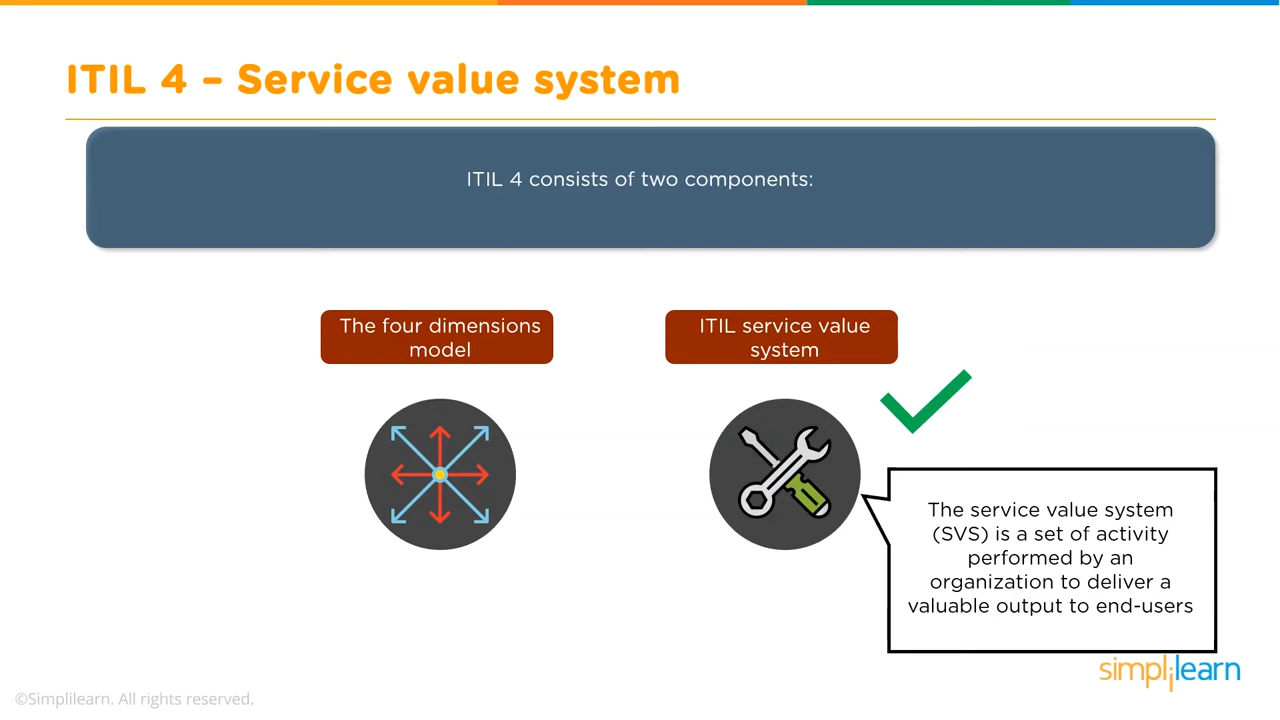 ITIL 4 – Service value system
ITIL 4 consists of two components:
The four dimensions
model
ITIL service value
system
The service value system
(SVS) is a set of activity
performed by an
organization to deliver a
valuable output to end-users
simplilearn
©Simplilearn. All rights reserved.